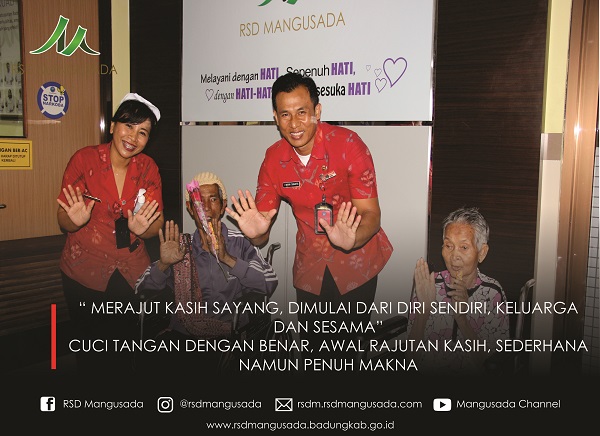 RSD MANGUSADA
Melayani dengan HATI, Sepenuh HATI,
dengan HATI-HATI
sesuka HATI
STOP
NARKOBA
" MERAJUT KASIH SAYANG, DIMULAI DARI DIRI SENDIRI, KELUARGA
DAN SESAMA"
CUCI TANGAN DENGAN BENAR, AWAL RAJUTAN KASIH, SEDERHANA
NAMUN PENUH MAKNA
RSD Mangusada
@rsdmangusada
rsdm.rsdmangusada.com
Mangusada Channel
www.rsdmangusada.badungkab.go.id